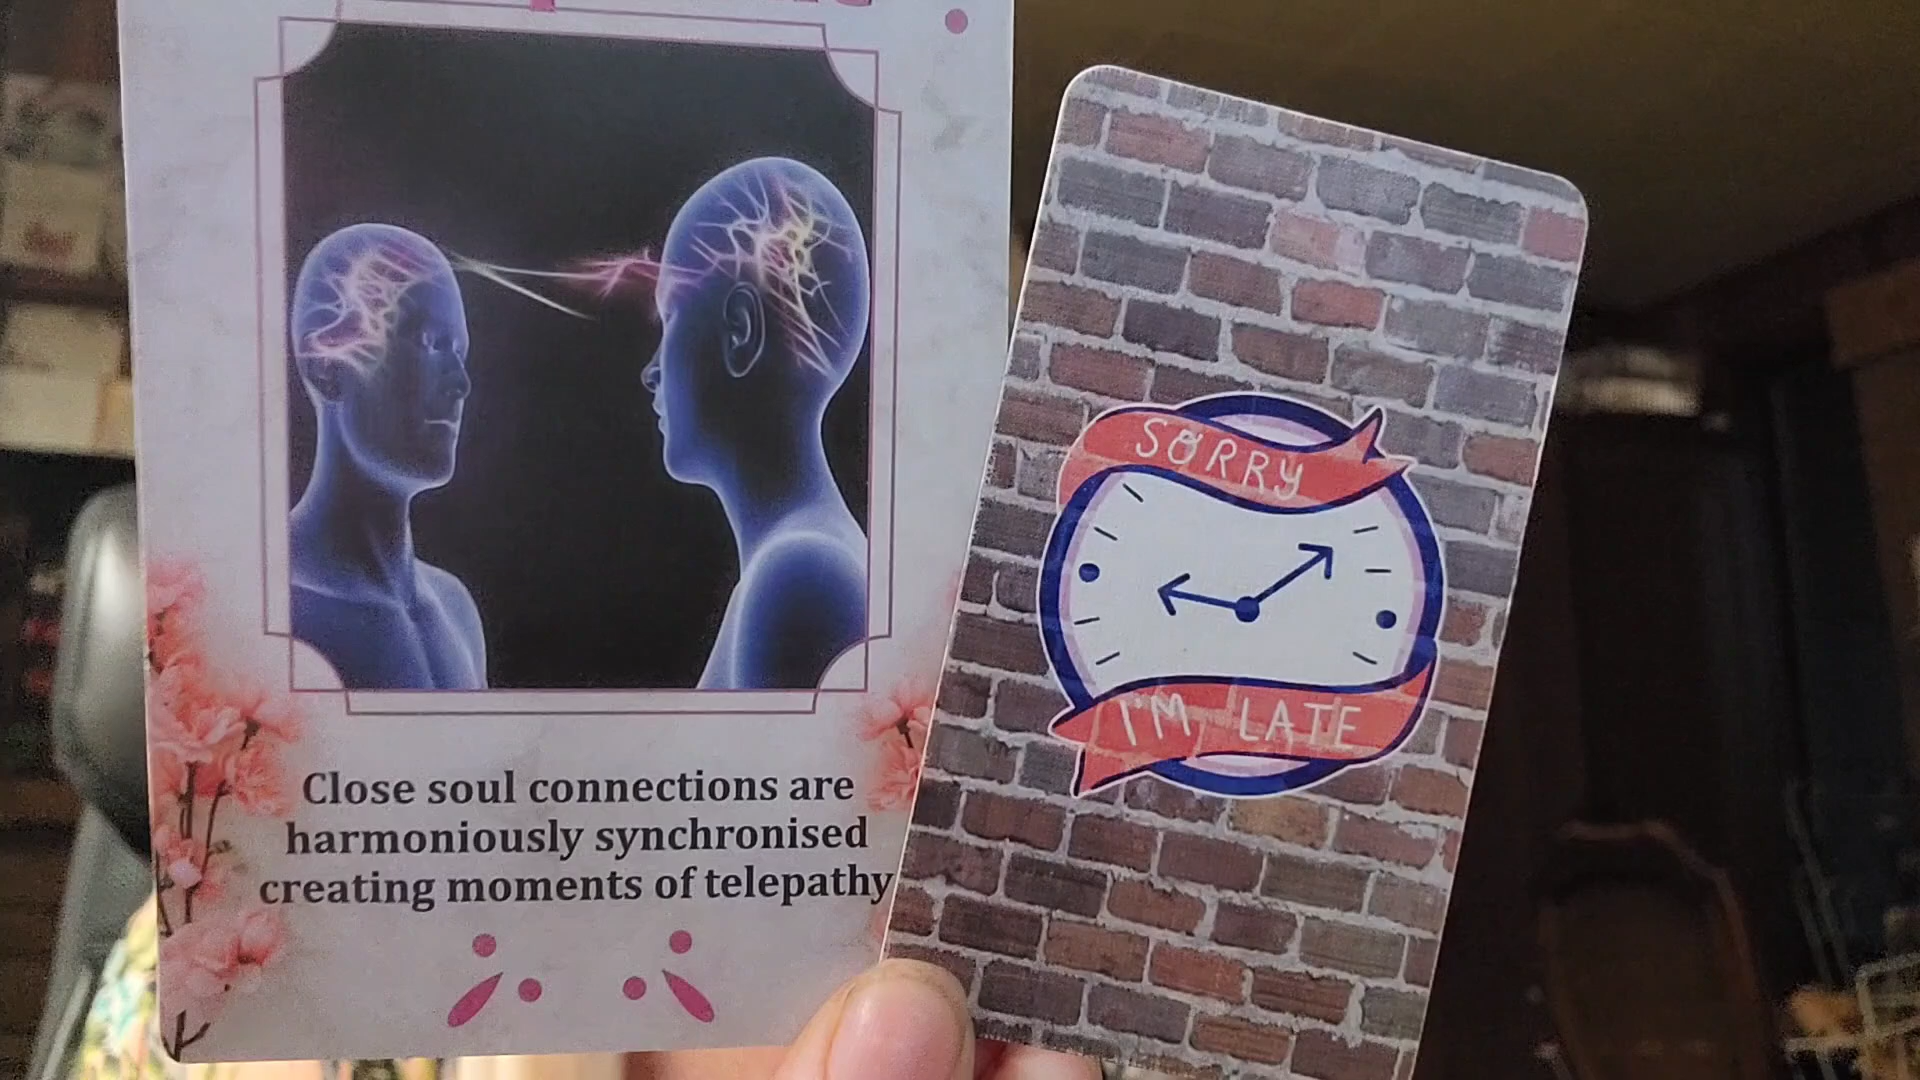 Close soul connections are
harmoniously synchronised
creating moments of telepathy
SORRY
I'M LATE